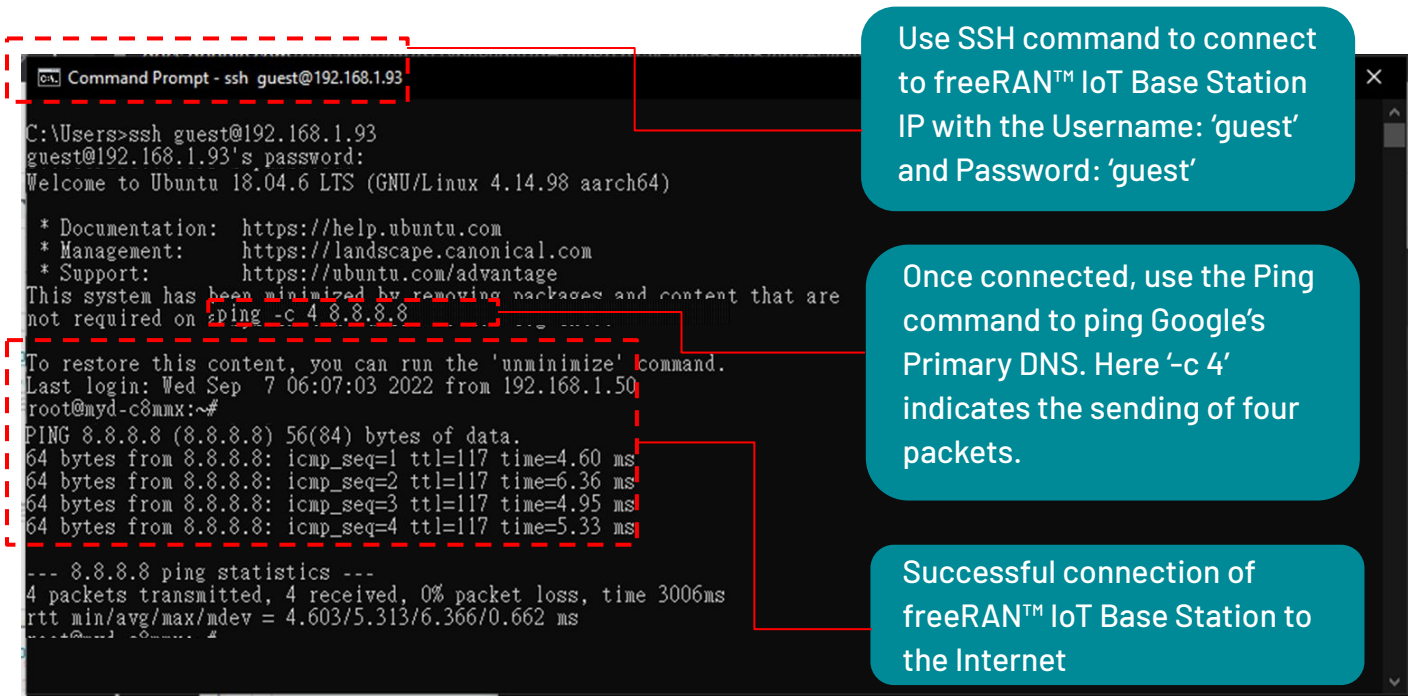 Command Prompt - ssh guest@192.168.1.93
C:\Users>ssh guest@192.168.1.93
guest@192.168.1.93's password:
Welcome to Ubuntu 18.04.6 LTS (GNU/Linux 4.14.98 aarch64)
* Documentation: https://help.ubuntu.com
* Management: https://landscape.canonical.com
* Support: https://ubuntu.com/advantage
This system has been minimized by removing packages and content that are
not required on
ping -c 4 8.8.8.8
To restore this content, you can run the 'unminimize' command.
Last login: Wed Sep 7 06:07:03 2022 from 192.168.1.50
root@myd-c8mmx:~#
PING 8.8.8.8 (8.8.8.8) 56(84) bytes of data.
64 bytes from 8.8.8.8: icmp_seq=1 ttl=117 time=4.60 ms
64 bytes from 8.8.8.8: icmp_seq=2 ttl=117 time=6.36 ms
64 bytes from 8.8.8.8: icmp_seq=3 ttl=117 time=4.95 ms
64 bytes from 8.8.8.8: icmp_seq=4 ttl=117 time=5.33 ms
--- 8.8.8.8 ping statistics ---
4 packets transmitted, 4 received, 0% packet loss, time 3006ms
rtt min/avg/max/mdev = 4.603/5.313/6.366/0.662 ms
Use SSH command to connect
to freeRAN™ IoT Base Station
IP with the Username: ‘guest’
and Password: ‘guest’
Once connected, use the Ping
command to ping Google’s
Primary DNS. Here ‘-c 4’
indicates the sending of four
packets.
Successful connection of
freeRAN™ IoT Base Station to
the Internet